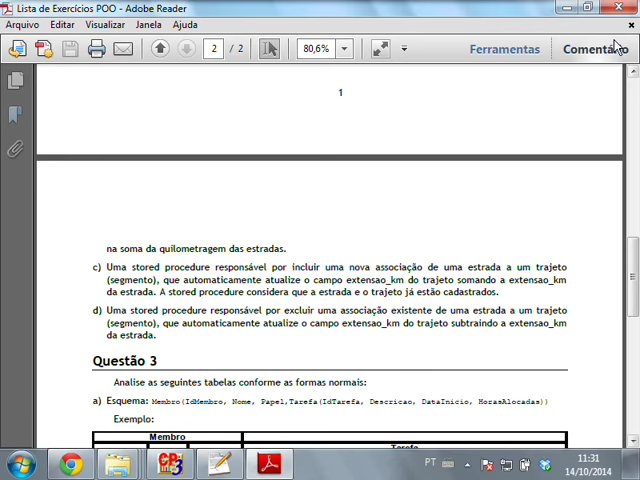 Lista de Exercícios POO - Adobe Reader
Arquivo Editar Visualizar Janela Ajuda
2 / 2 80,6% Ferramentas Comentário
1
na soma da quilometragem das estradas.
c) Uma stored procedure responsável por incluir uma nova associação de uma estrada a um trajeto
(segmento), que automaticamente atualize o campo extensao_km do trajeto somando a extensao_km
da estrada. A stored procedure considera que a estrada e o trajeto já estão cadastrados.
d) Uma stored procedure responsável por excluir uma associação existente de uma estrada a um trajeto
(segmento), que automaticamente atualize o campo extensao_km do trajeto subtraindo a extensao_km
da estrada.
Questão 3
Analise as seguintes tabelas conforme as formas normais:
a) Esquema: Membro(IdMembro, Nome, Papel,Tarefa(IdTarefa, Descricao, DataInicio, HorasAlocadas))
Exemplo:
Membro
Tarefa
PT
11:31
14/10/2014